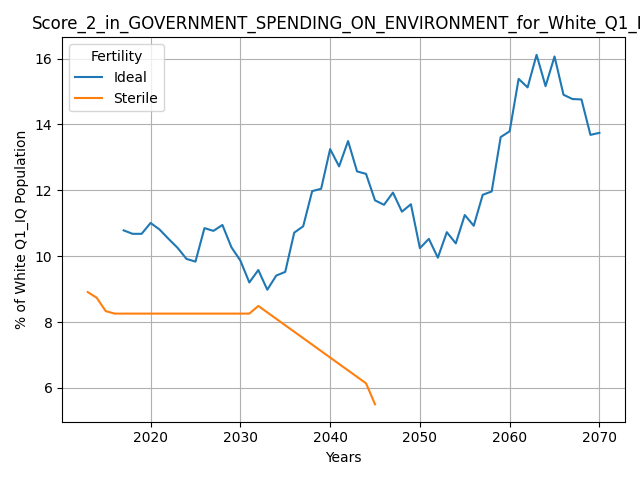 Score_2_in_GOVERNMENT_SPENDING_ON_ENVIRONMENT_for_White_Q1_I
Fertility
Ideal
Sterile
% of White Q1_IQ Population
16
14
12
10
8
6
2020 2030 2040 2050 2060 2070
Years